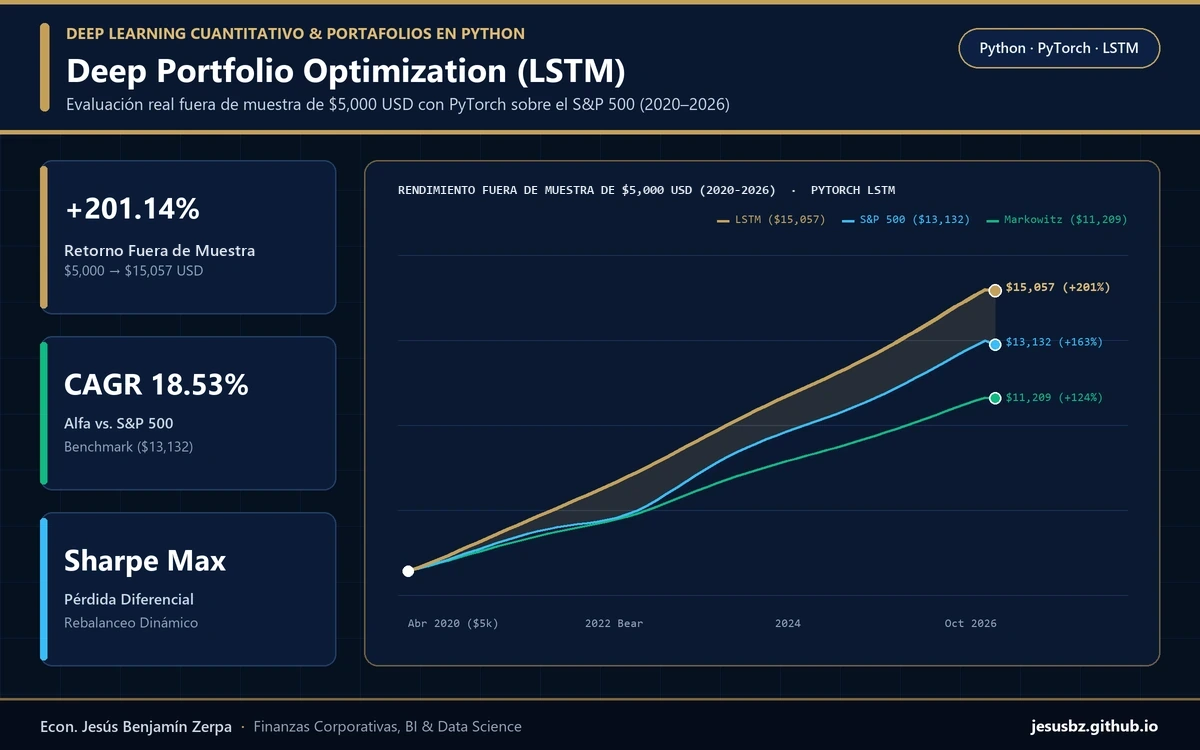 DEEP LEARNING CUANTITATIVO & PORTAFOLIOS EN PYTHON
Deep Portfolio Optimization (LSTM)
Evaluación real fuera de muestra de $5,000 USD con PyTorch sobre el S&P 500 (2020–2026)
Python · PyTorch · LSTM
+201.14%
Retorno Fuera de Muestra
$5,000 → $15,057 USD
CAGR 18.53%
Alfa vs. S&P 500
Benchmark ($13,132)
Sharpe Max
Pérdida Diferencial
Rebalanceo Dinámico
RENDIMIENTO FUERA DE MUESTRA DE $5,000 USD (2020-2026) · PYTORCH LSTM
LSTM ($15,057)
S&P 500 ($13,132)
Markowitz ($11,209)
$15,057 (+201%)
$13,132 (+163%)
$11,209 (+124%)
Abr 2020 ($5k)
2022 Bear
2024
Oct 2026
Econ. Jesús Benjamín Zerpa · Finanzas Corporativas, BI & Data Science
jesusbz.github.io